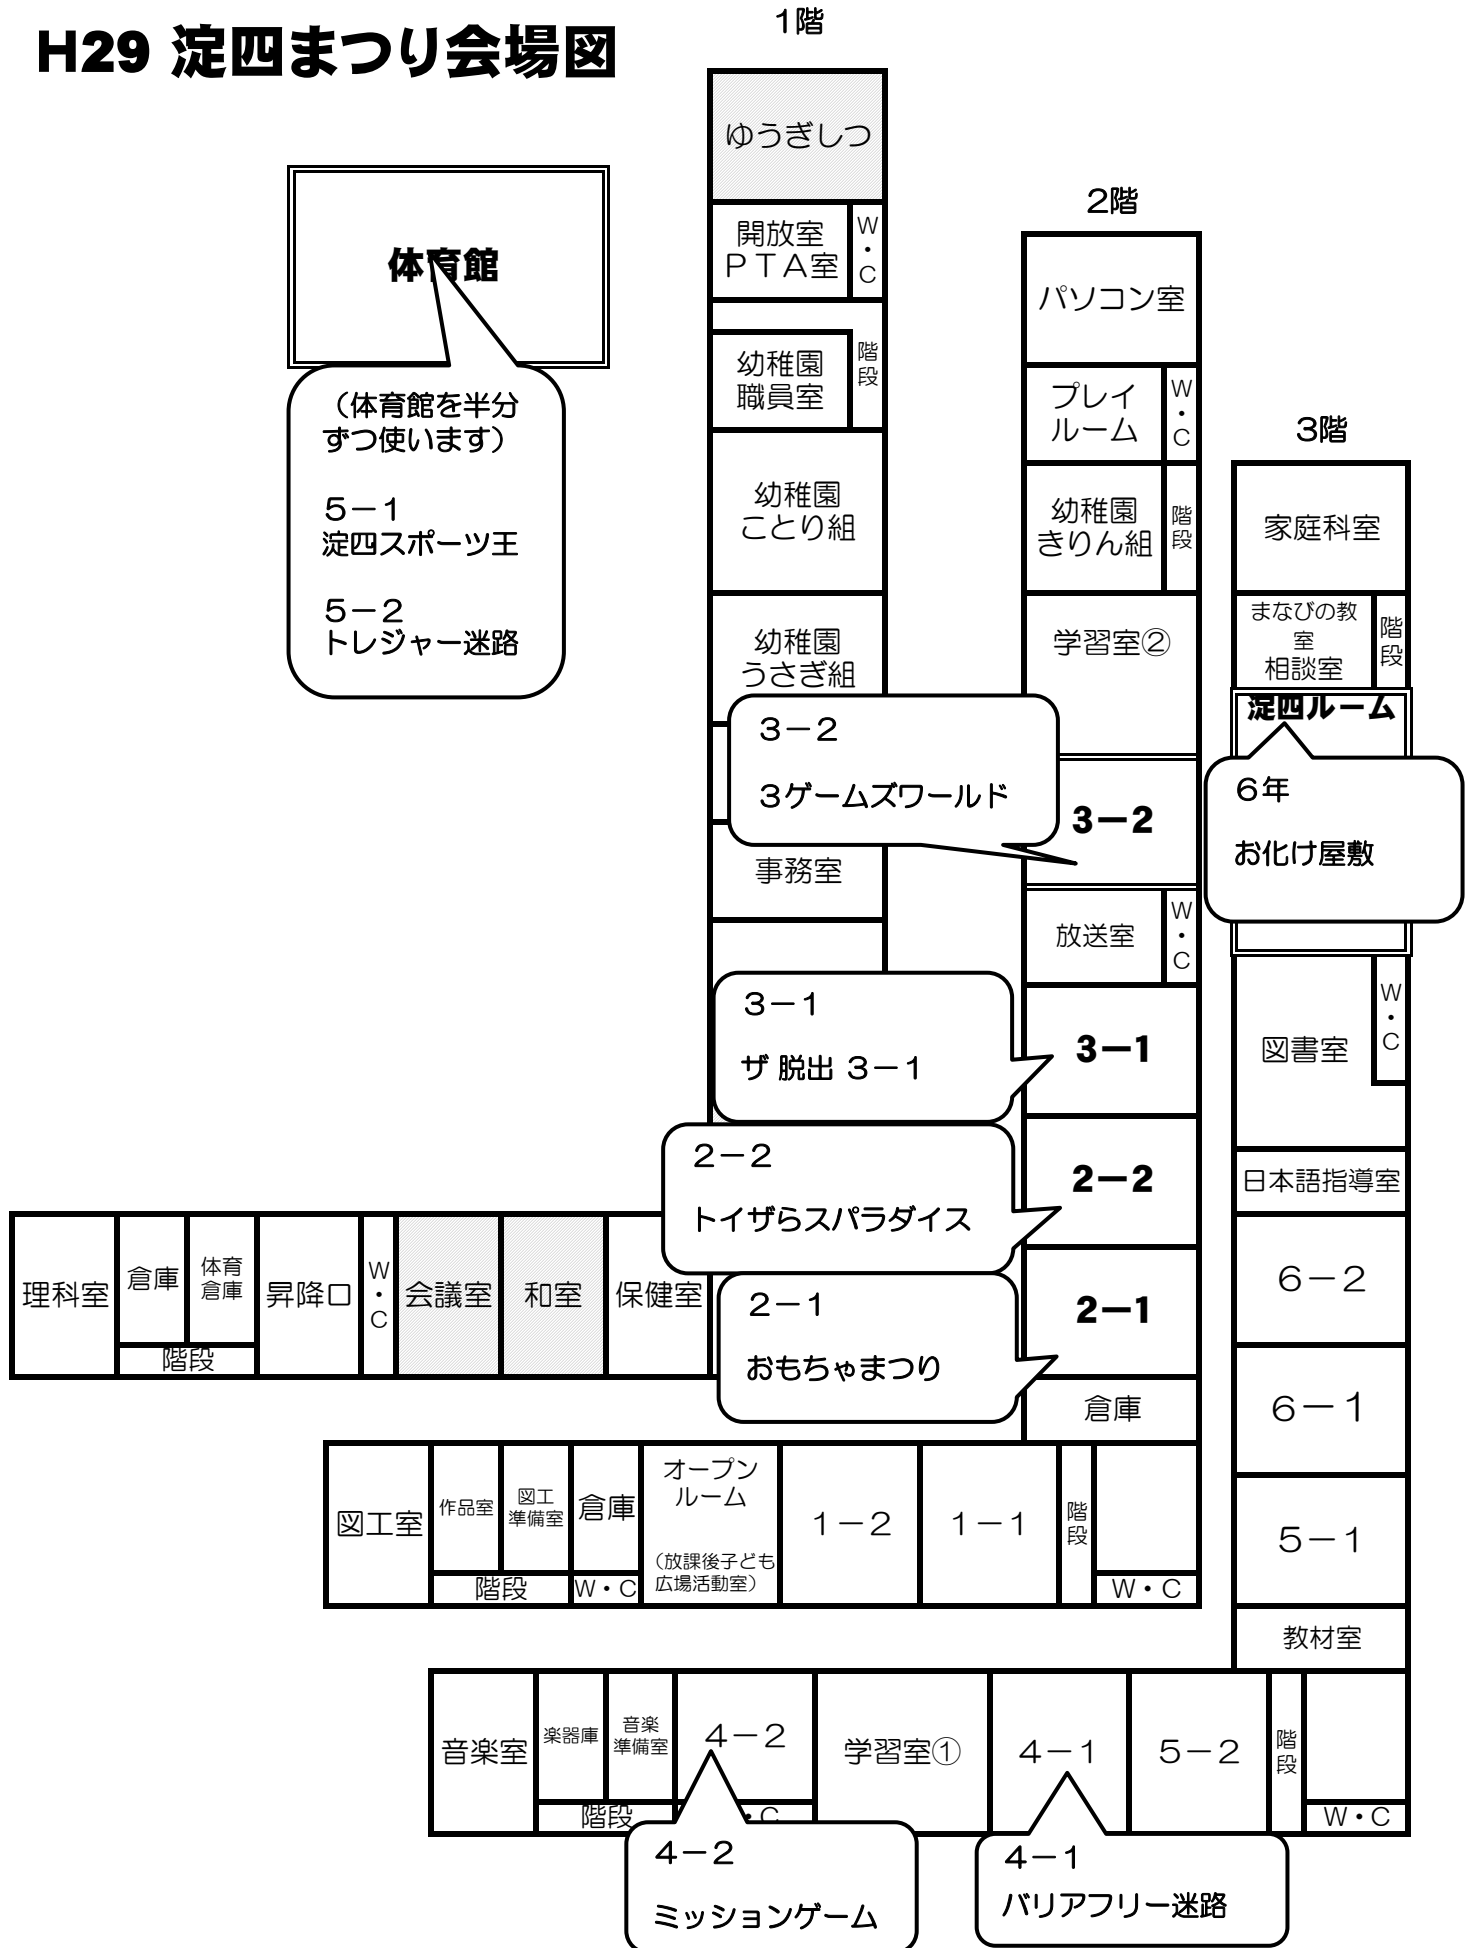 H29 淀四まつり会場図
1階
ゆうぎしつ
開放室
PTA室
W・C
幼稚園
職員室
階段
幼稚園
ことり組
幼稚園
うさぎ組
事務室
体育館
（体育館を半分
ずつ使います）
5－1
淀四スポーツ王
5－2
トレジャー迷路
理科室
倉庫
体育
倉庫
階段
昇降口
W・C
会議室
和室
保健室
2階
パソコン室
プレイ
ルーム
W・C
幼稚園
きりん組
階段
学習室②
3－2
3－2
3ゲームズワールド
放送室
W・C
3－1
3－1
ザ 脱出 3－1
2－2
2－2
トイザらスパラダイス
2－1
2－1
おもちゃまつり
倉庫
図工室
作品室
図工
準備室
階段
倉庫
W・C
オープン
ルーム
（放課後子ども
広場活動室）
1－2
1－1
階段
W・C
3階
家庭科室
まなびの教
室
相談室
階段
淀四ルーム
6年
お化け屋敷
図書室
W・C
日本語指導室
6－2
6－1
5－1
教材室
音楽室
楽器庫
音楽
準備室
階段
4－2
・C
学習室①
4－1
5－2
階段
W・C
4－2
ミッションゲーム
4－1
バリアフリー迷路